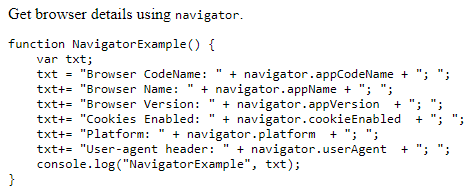 Get browser details using navigator.
function NavigatorExample() {
    var txt;
    txt = "Browser CodeName: " + navigator.appCodeName + "; ";
    txt+= "Browser Name: " + navigator.appName + "; ";
    txt+= "Browser Version: " + navigator.appVersion  + "; ";
    txt+= "Cookies Enabled: " + navigator.cookieEnabled  + "; ";
    txt+= "Platform: " + navigator.platform  + "; ";
    txt+= "User-agent header: " + navigator.userAgent  + "; ";
    console.log("NavigatorExample", txt);
}